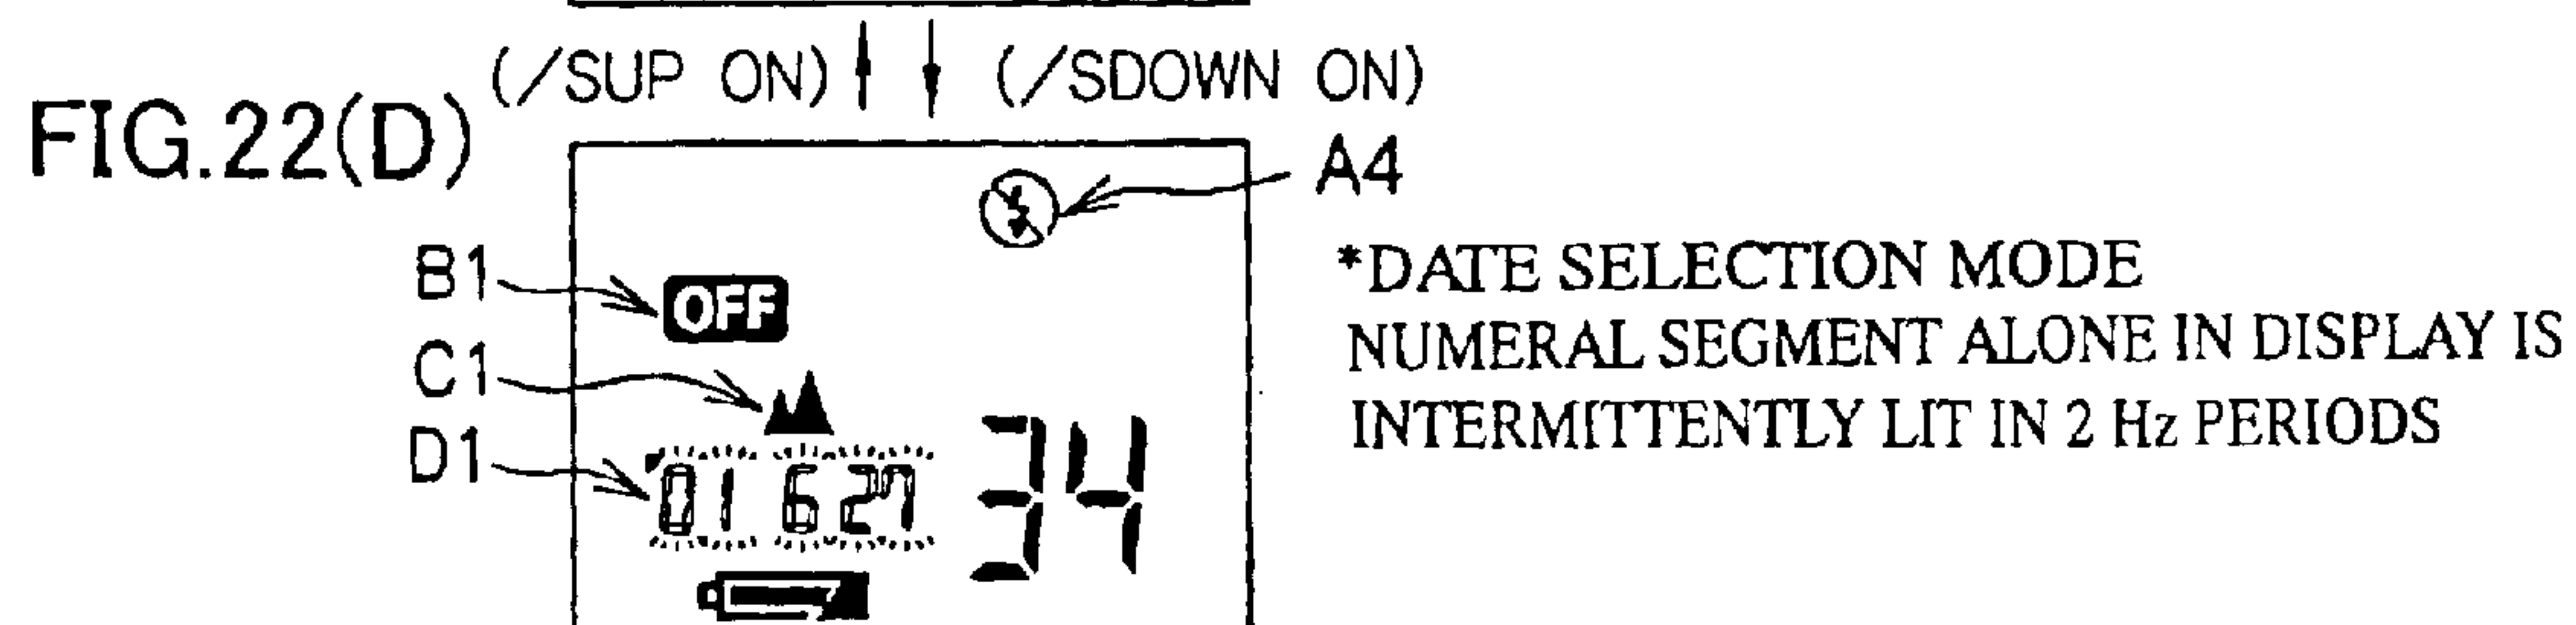 (/SUP ON) (/SDOWN ON)
FIG.22(D)
A4
B1 OFF
*DATE SELECTION MODE
NUMERAL SEGMENT ALONE IN DISPLAY IS
INTERMITTENTLY LIT IN 2 Hz PERIODS
C1
D1 '01 6 27 34